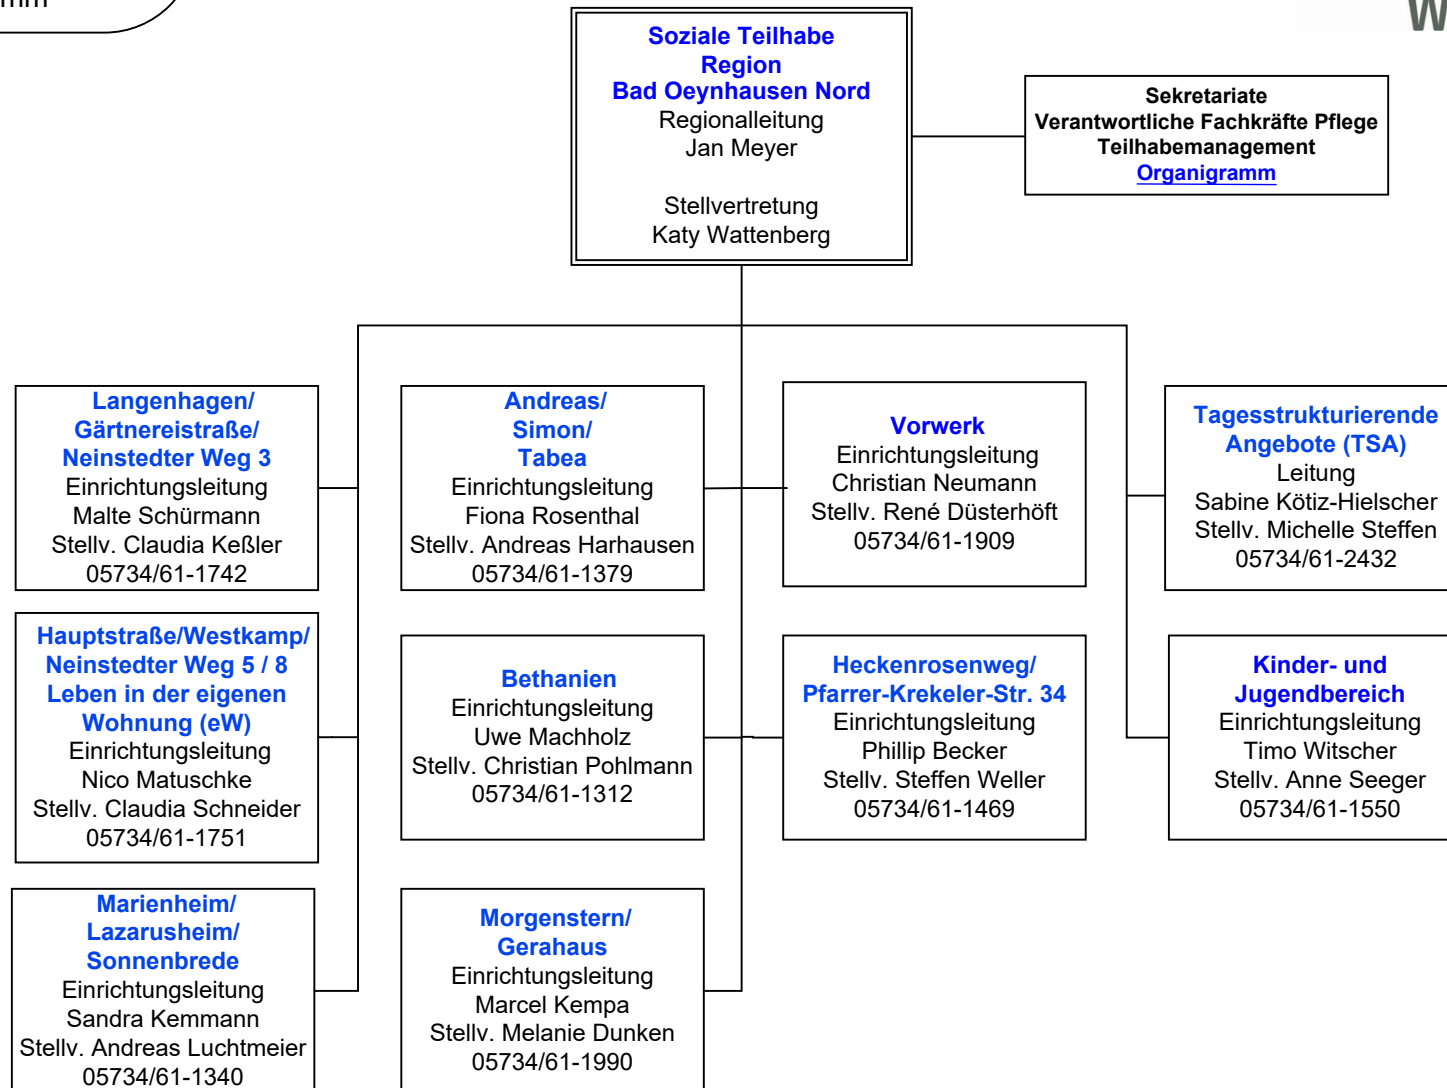 Soziale Teilhabe
Region
Bad Oeynhausen Nord
Regionalleitung
Jan Meyer
Stellvertretung
Katy Wattenberg
Sekretariate
Verantwortliche Fachkräfte Pflege
Teilhabemanagement
Organigramm
Langenhagen/
Gärtnereistraße/
Neinstedter Weg 3
Einrichtungsleitung
Malte Schürmann
Stellv. Claudia Keßler
05734/61-1742
Andreas/
Simon/
Tabea
Einrichtungsleitung
Fiona Rosenthal
Stellv. Andreas Harhausen
05734/61-1379
Vorwerk
Einrichtungsleitung
Christian Neumann
Stellv. René Düsterhöft
05734/61-1909
Tagesstrukturierende
Angebote (TSA)
Leitung
Sabine Kötiz-Hielscher
Stellv. Michelle Steffen
05734/61-2432
Hauptstraße/Westkamp/
Neinstedter Weg 5 / 8
Leben in der eigenen
Wohnung (eW)
Einrichtungsleitung
Nico Matuschke
Stellv. Claudia Schneider
05734/61-1751
Bethanien
Einrichtungsleitung
Uwe Machholz
Stellv. Christian Pohlmann
05734/61-1312
Heckenrosenweg/
Pfarrer-Krekeler-Str. 34
Einrichtungsleitung
Phillip Becker
Stellv. Steffen Weller
05734/61-1469
Kinder- und
Jugendbereich
Einrichtungsleitung
Timo Witscher
Stellv. Anne Seeger
05734/61-1550
Marienheim/
Lazarusheim/
Sonnenbrede
Einrichtungsleitung
Sandra Kemmann
Stellv. Andreas Luchtmeier
05734/61-1340
Morgenstern/
Gerahaus
Einrichtungsleitung
Marcel Kempa
Stellv. Melanie Dunken
05734/61-1990